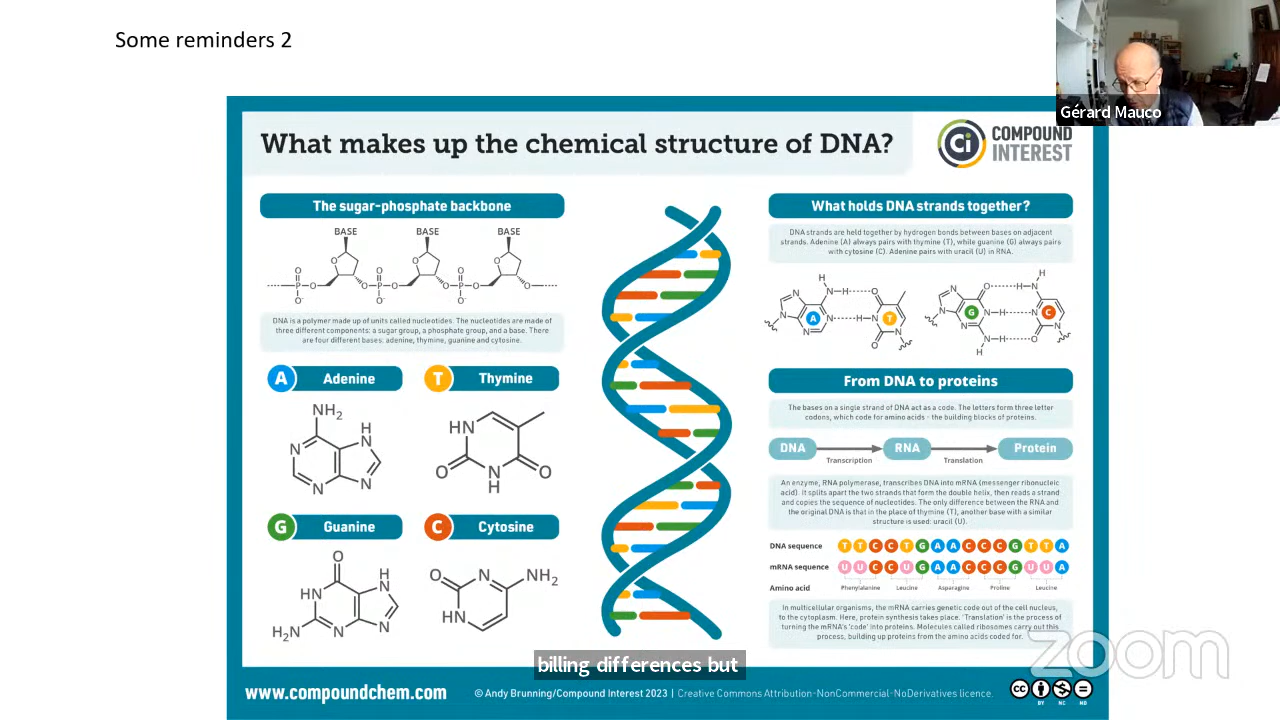 Some reminders 2
Gérard Mauco
What makes up the chemical structure of DNA?
Ci
COMPOUND
INTEREST
The sugar-phosphate backbone
BASE BASE BASE
O O O
O P O O P O O P O O
O- O- O-
DNA is a polymer made up of units called nucleotides. The nucleotides are made of
three different components: a sugar group, a phosphate group, and a base. There
are four different bases: adenine, thymine, guanine and cytosine.
A Adenine
T Thymine
NH2
N N H N N
HN O N H O
G Guanine
C Cytosine
O HN H2N N H N N
O N NH2 HN
What holds DNA strands together?
DNA strands are held together by hydrogen bonds between bases on adjacent
strands. Adenine (A) always pairs with thymine (T), while guanine (G) always pairs
with cytosine (C). Adenine pairs with uracil (U) in RNA.
A T G C
From DNA to proteins
The bases on a single strand of DNA act as a code. The letters form three letter
codons, which code for amino acids - the building blocks of proteins.
DNA RNA Protein
Transcription Translation
An enzyme, RNA polymerase, transcribes DNA into mRNA (messenger ribonucleic
acid). It splits apart the two strands that form the double helix, then reads a strand
and copies the sequence of nucleotides. The only difference between the RNA and
the original DNA is that in the place of thymine (T), another base with a similar
structure is used: uracil (U).
DNA sequence T T C C T G A A C C C G T T A
mRNA sequence U U C C U G A A C C C G U U A
Amino acid Phenylalanine Leucine Asparagine Proline Leucine
In multicellular organisms, the mRNA carries genetic code out of the cell nucleus,
to the cytoplasm. Here, protein synthesis takes place. 'Translation' is the process of
turning the mRNA's 'code' into proteins. Molecules called ribosomes carry out this
process, building up proteins from the amino acids coded for.
zoom
billing differences but
www.compoundchem.com
© Andy Brunning/Compound Interest 2023 | Creative Commons Attribution-NonCommercial-NoDerivatives licence.
CC
BY NC ND